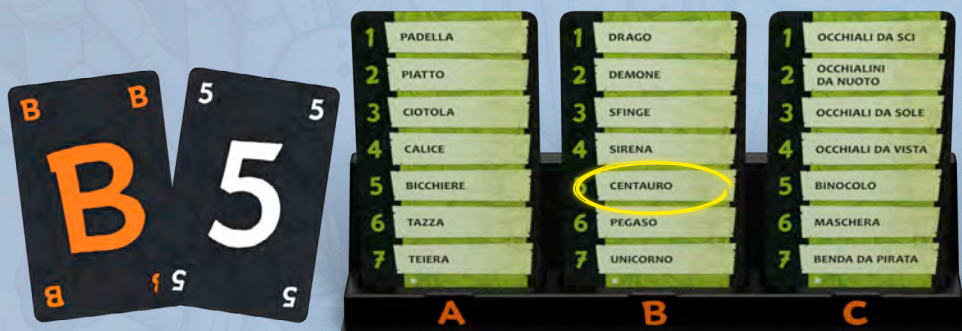 B B
B
B B
5 5
5
5 5
1 PADELLA
2 PIATTO
3 CIOTOLA
4 CALICE
5 BICCHIERE
6 TAZZA
7 TEIERA
A
1 DRAGO
2 DEMONE
3 SFINGE
4 SIRENA
CENTAURO
6 PEGASO
7 UNICORNO
B
1 OCCHIALI DA SCI
2 OCCHIALINI
DA NUOTO
3 OCCHIALI DA SOLE
4 OCCHIALI DA VISTA
5 BINOCOLO
6 MASCHERA
7 BENDA DA PIRATA
C